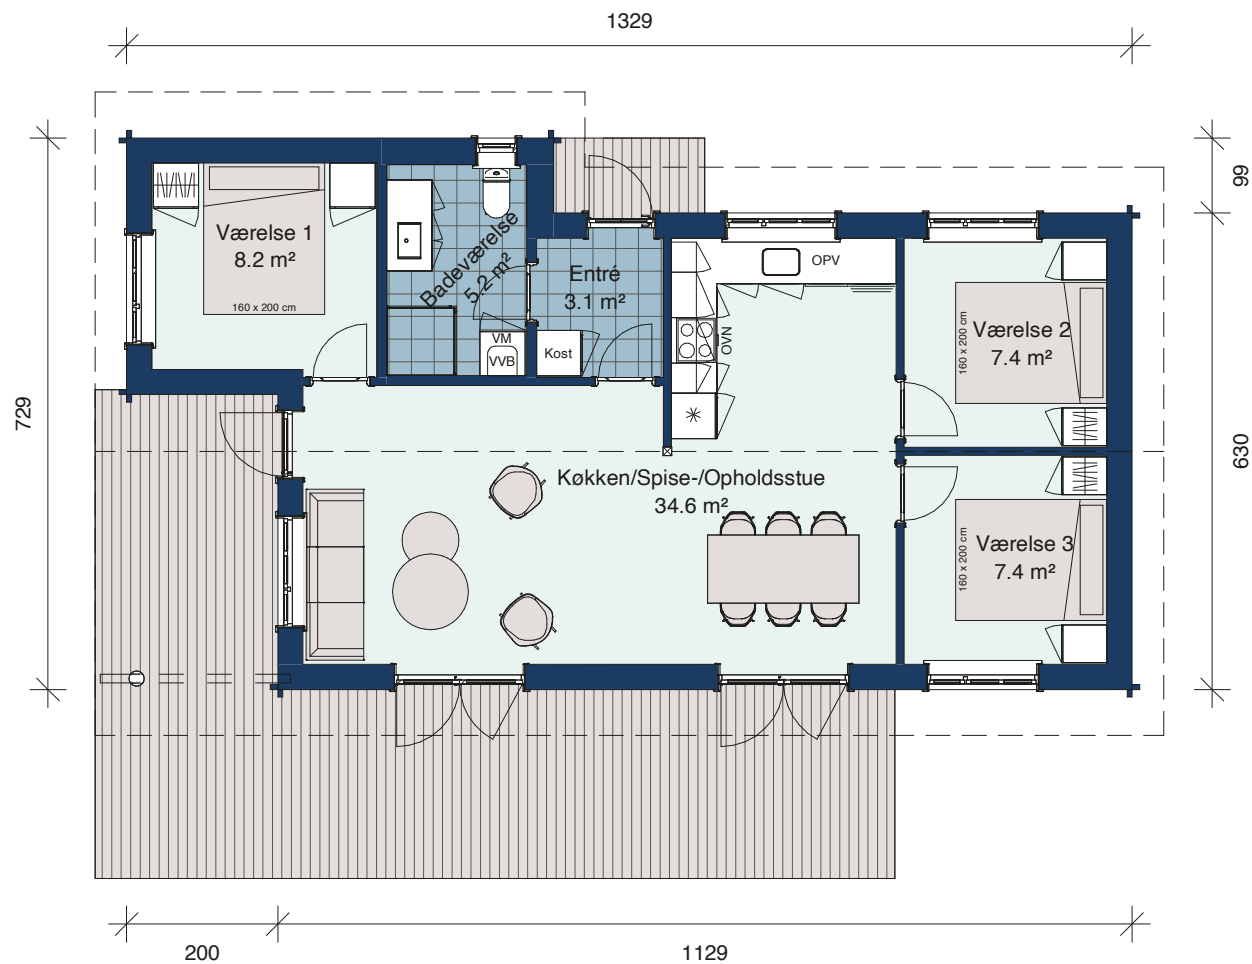 1329
99
729
630
Værelse 1
8.2 m²
160 x 200 cm
Badeværelse
5.2 m²
VM
VVB
Entré
3.1 m²
Kost
OPV
OVN
Værelse 2
7.4 m²
160 x 200 cm
Køkken/Spise-/Opholdsstue
34.6 m²
Værelse 3
7.4 m²
160 x 200 cm
200
1129